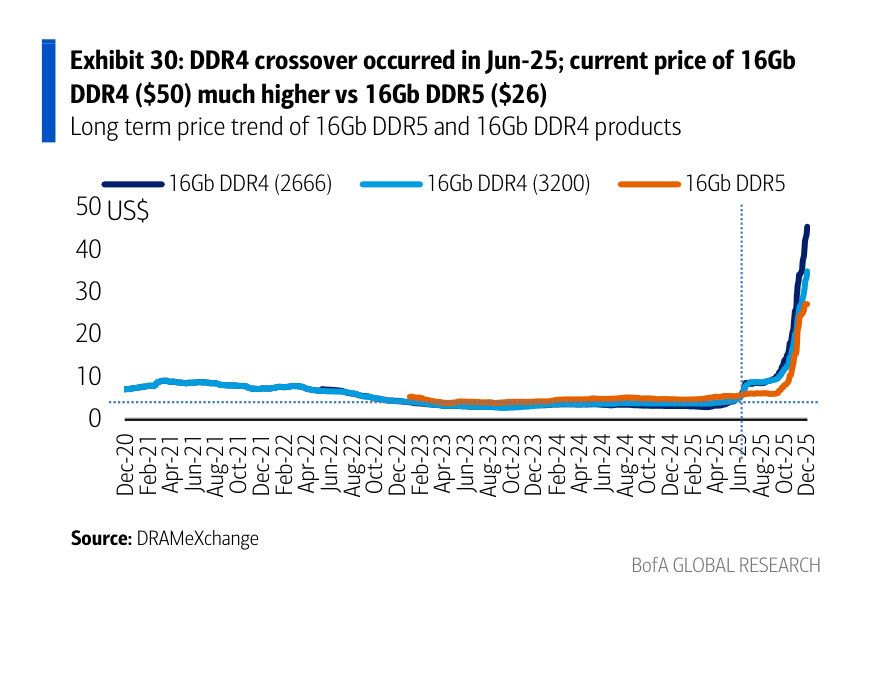 Exhibit 30: DDR4 crossover occurred in Jun-25; current price of 16Gb
DDR4 ($50) much higher vs 16Gb DDR5 ($26)
Long term price trend of 16Gb DDR5 and 16Gb DDR4 products
16Gb DDR4 (2666) 16Gb DDR4 (3200) 16Gb DDR5
50 US$
40
30
20
10
0
Dec-20 Feb-21 Apr-21 Jun-21 Aug-21 Oct-21 Dec-21 Feb-22 Apr-22 Jun-22 Aug-22 Oct-22 Dec-22 Feb-23 Apr-23 Jun-23 Aug-23 Oct-23 Dec-23 Feb-24 Apr-24 Jun-24 Aug-24 Oct-24 Dec-24 Feb-25 Apr-25 Jun-25 Aug-25 Oct-25 Dec-25
Source: DRAMeXchange
BofA GLOBAL RESEARCH